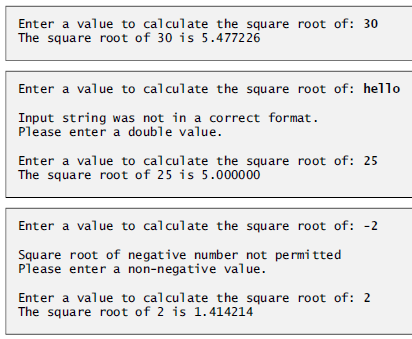 Enter a value to calculate the square root of: 30
The square root of 30 is 5.477226
Enter a value to calculate the square root of: hello
Input string was not in a correct format.
Please enter a double value.
Enter a value to calculate the square root of: 25
The square root of 25 is 5.000000
Enter a value to calculate the square root of: -2
Square root of negative number not permitted
Please enter a non-negative value.
Enter a value to calculate the square root of: 2
The square root of 2 is 1.414214